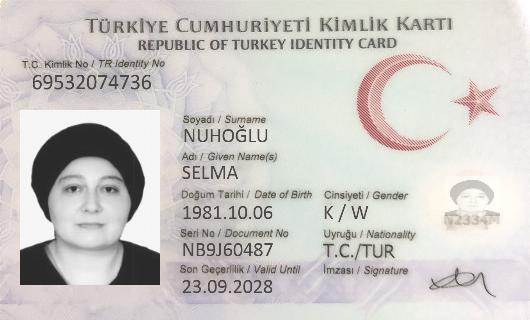 TÜRKİYE CUMHURİYETİ KİMLİK KARTI
REPUBLIC OF TURKEY IDENTITY CARD
T.C. Kimlik No / TR Identity No
69532074736
Soyadı / Surname
NUHOĞLU
Adı / Given Name(s)
SELMA
Doğum Tarihi / Date of Birth Cinsiyeti / Gender
1981.10.06 K / W
Seri No / Document No Uyruğu / Nationality
NB9J60487 T.C./TUR
Son Geçerlilik / Valid Until İmzası / Signature
23.09.2028